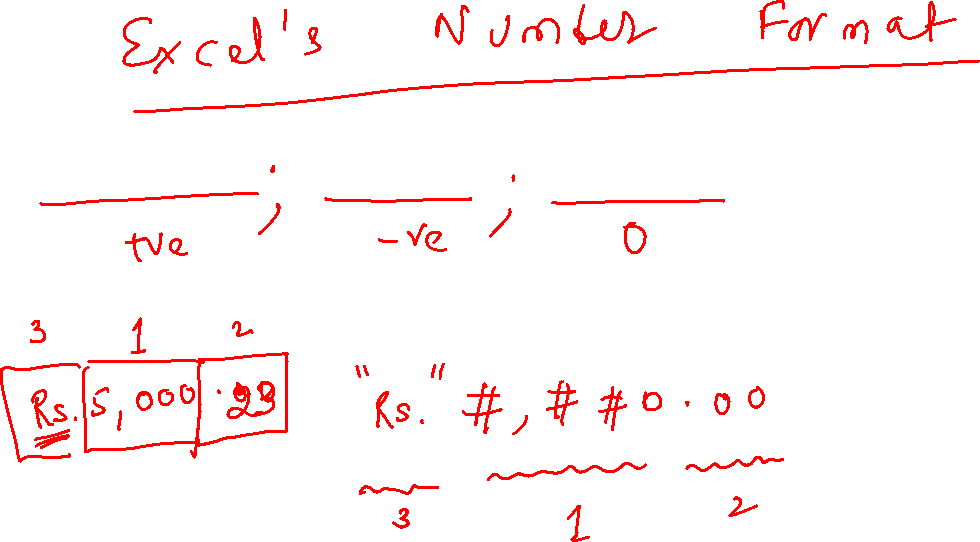 Excel's Number Format
; ;
+ve -ve 0
3 1 2
Rs. 5,000 .23 "Rs." #,##0.00
3 1 2